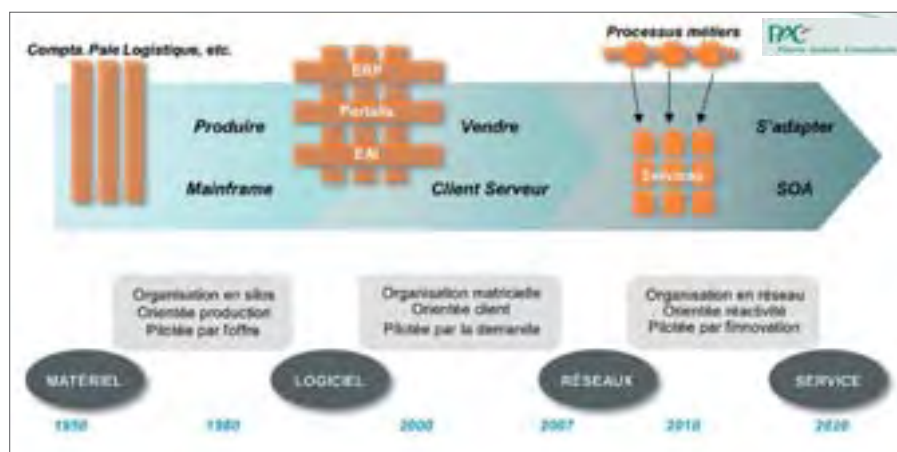 Compta. Paie Logistique, etc.
Processus métiers
PAC
ERP
Portails
EAI
Services
Produire
Vendre
S'adapter
Mainframe
Client Serveur
SOA
Organisation en silos
Orientée production
Pilotée par l'offre
Organisation matricielle
Orientée client
Pilotée par la demande
Organisation en réseau
Orientée réactivité
Pilotée par l'innovation
MATÉRIEL
LOGICIEL
RÉSEAUX
SERVICE
1950
1980
2000
2007
2010
2020